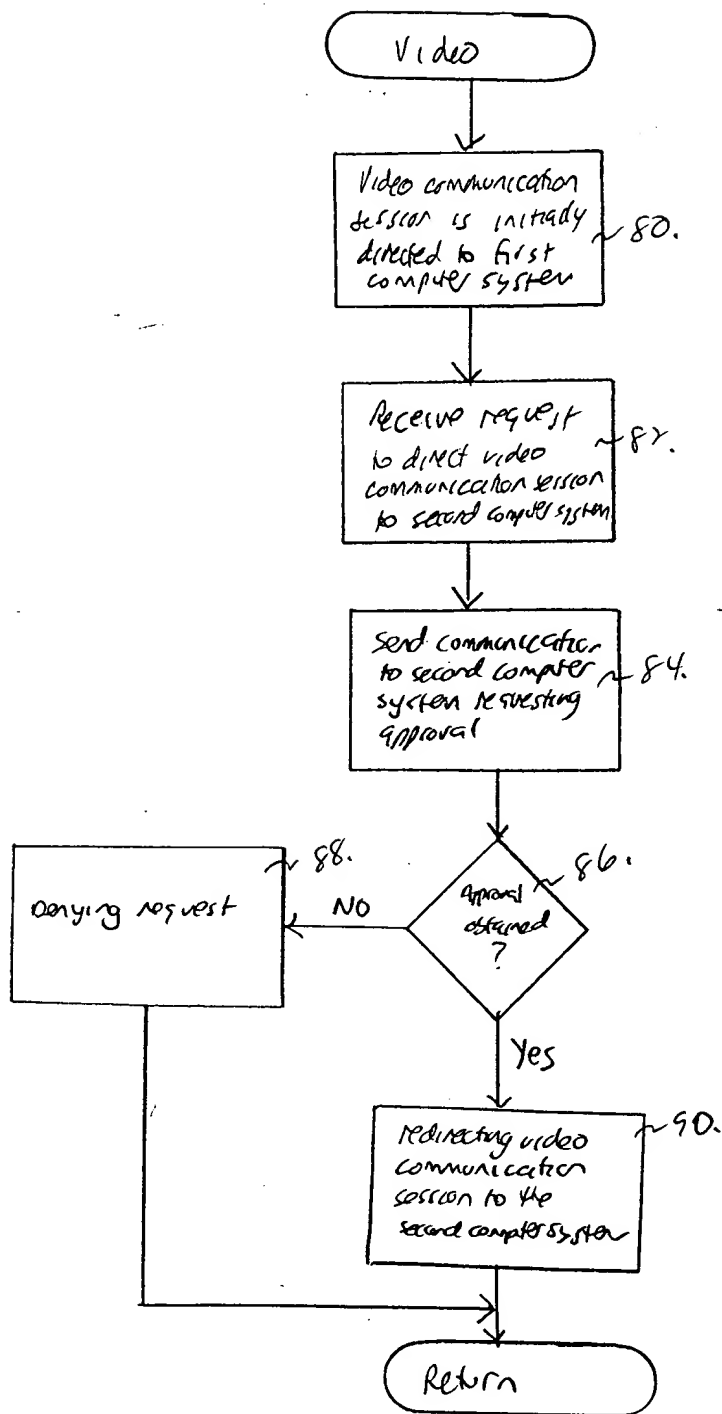 Video
Video communication
session is initially
directed to first
computer system
~ 80.
Receive request
to direct video
communication session
to second computer system
~ 82.
Send communication
to second computer
system requesting
approval
~ 84.
Approval
obtained
?
~ 86.
NO
~ 88.
Denying request
Yes
redirecting video
communication
session to the
second computer system
~ 90.
Return